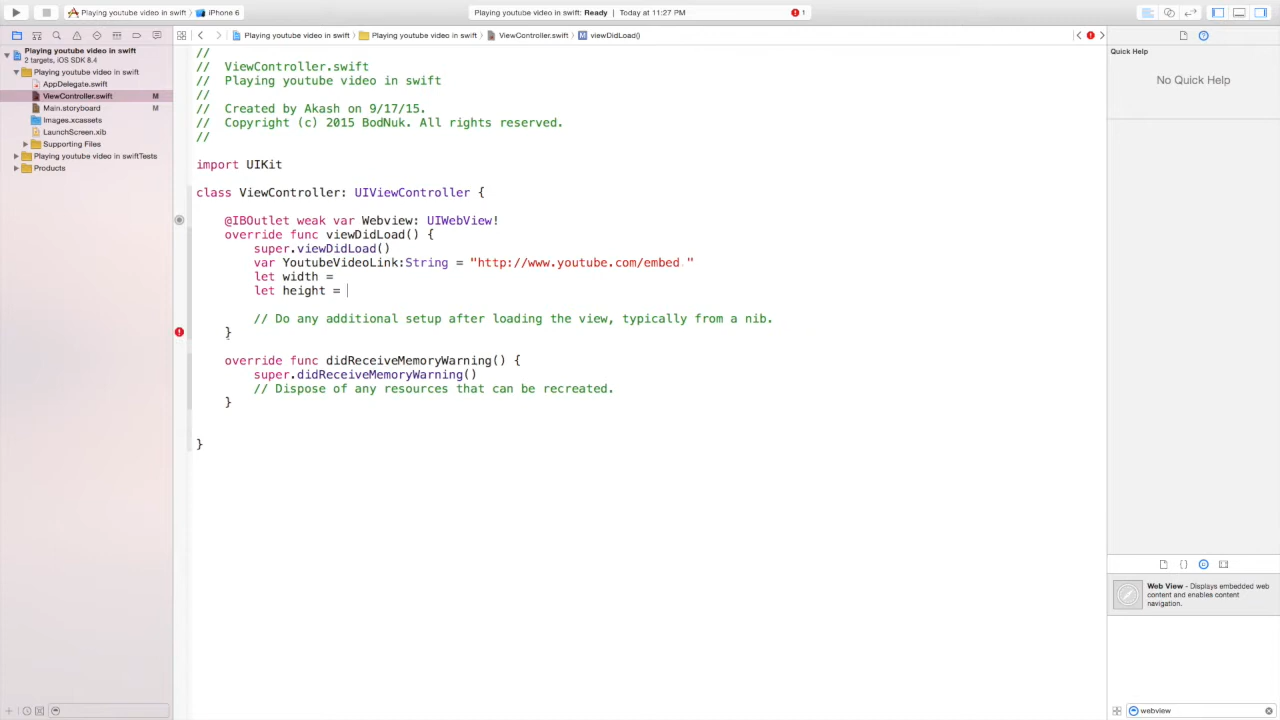 Playing youtube video in swift
iPhone 6
Playing youtube video in swift: Ready
Today at 11:27 PM
1
Playing youtube video in swift
Playing youtube video in swift
ViewController.swift
viewDidLoad()
Playing youtube video in swift
2 targets, iOS SDK 8.4
Playing youtube video in swift
AppDelegate.swift
ViewController.swift M
Main.storyboard M
Images.xcassets
LaunchScreen.xib
Supporting Files
Playing youtube video in swiftTests
Products
//
// ViewController.swift
// Playing youtube video in swift
//
// Created by Akash on 9/17/15.
// Copyright (c) 2015 BodNuk. All rights reserved.
//
import UIKit
class ViewController: UIViewController {
@IBOutlet weak var Webview: UIWebView!
override func viewDidLoad() {
super.viewDidLoad()
var YoutubeVideoLink:String = "http://www.youtube.com/embed "
let width =
let height =
// Do any additional setup after loading the view, typically from a nib.
}
override func didReceiveMemoryWarning() {
super.didReceiveMemoryWarning()
// Dispose of any resources that can be recreated.
}
}
Quick Help
No Quick Help
Web View - Displays embedded web
content and enables content
navigation.
webview